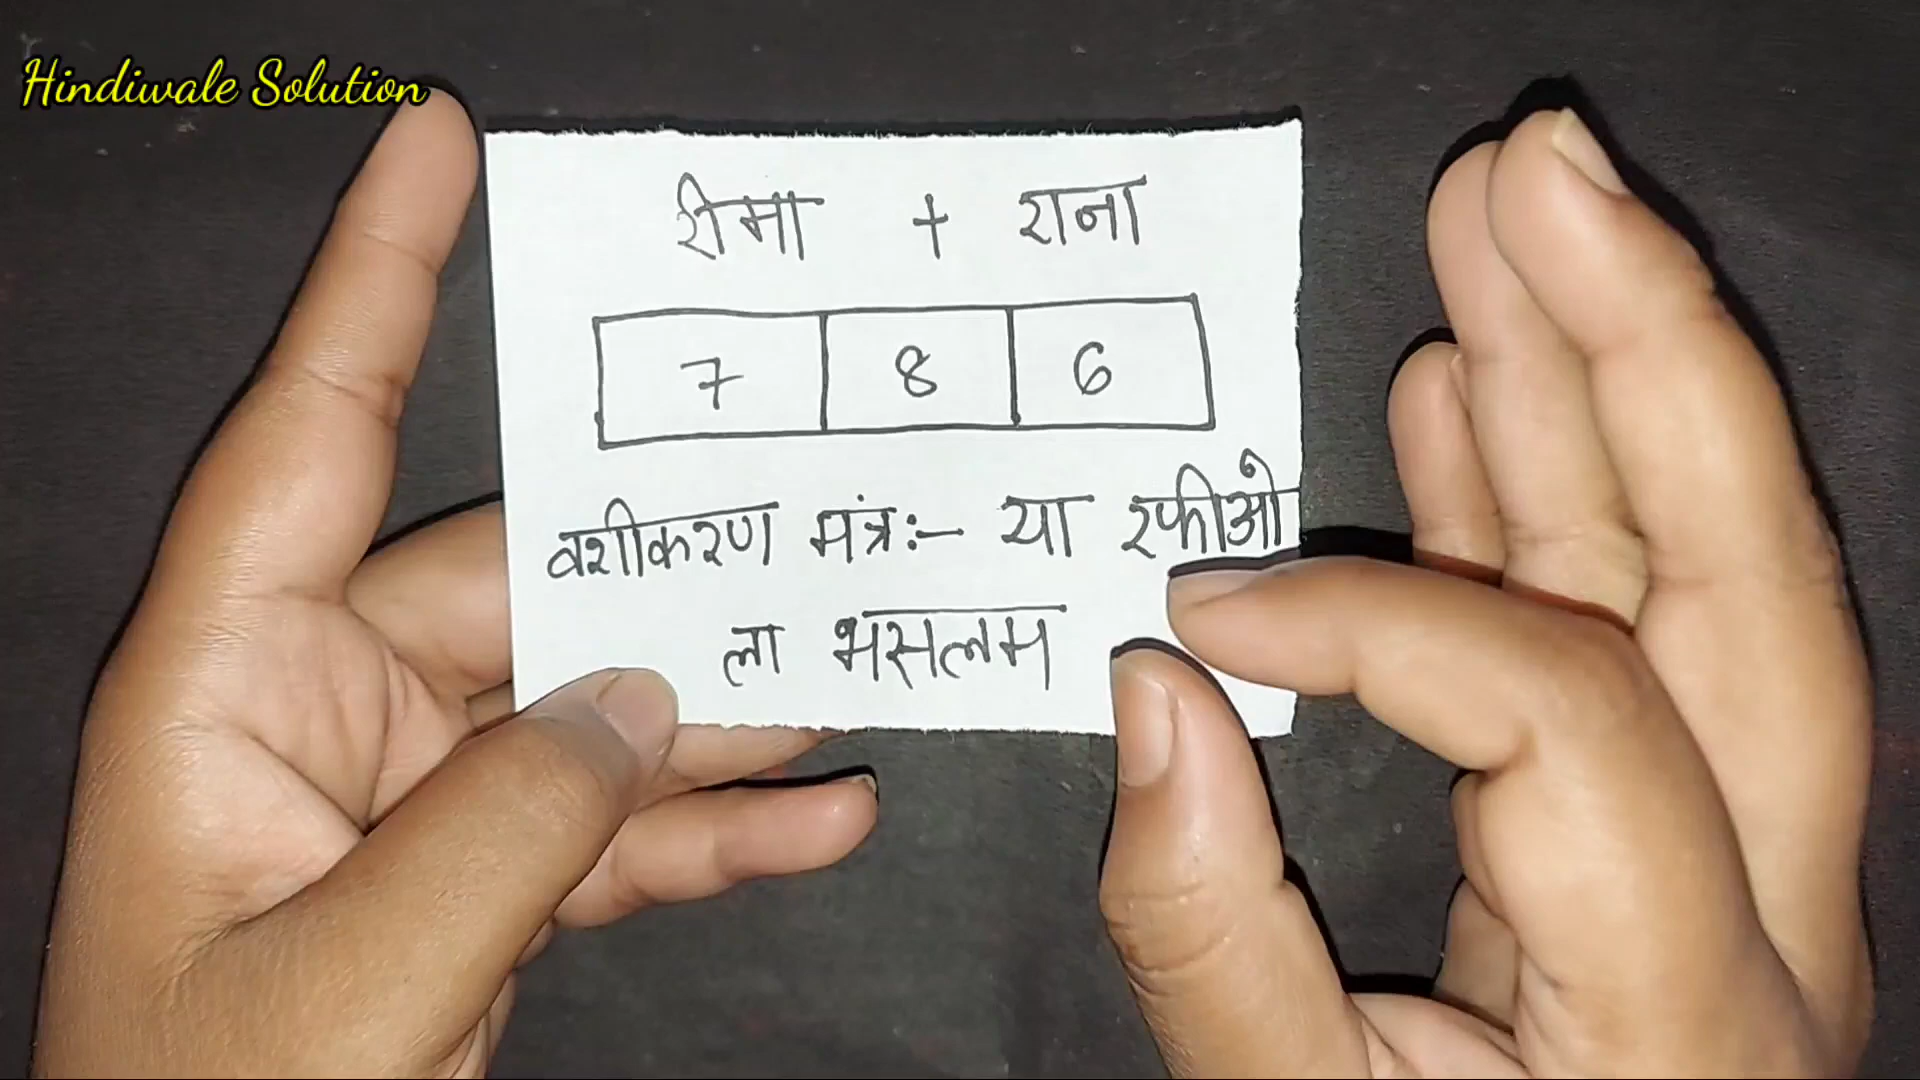 Hindiwale Solution
रीमा + राजा
7 8 6
वशीकरण मंत्र:- या रफीओ
ला भसलम